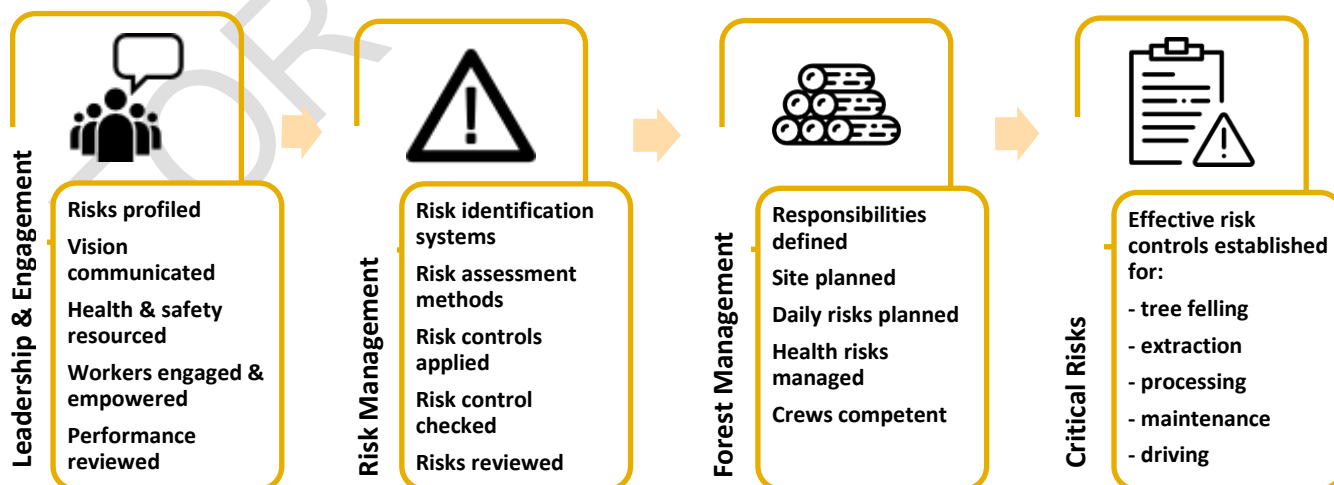 Leadership & Engagement
Risks profiled
Vision
communicated
Health & safety
resourced
Workers engaged &
empowered
Performance
reviewed
Risk Management
Risk identification
systems
Risk assessment
methods
Risk controls
applied
Risk control
checked
Risks reviewed
Forest Management
Responsibilities
defined
Site planned
Daily risks planned
Health risks
managed
Crews competent
Critical Risks
Effective risk
controls established
for:
- tree felling
- extraction
- processing
- maintenance
- driving